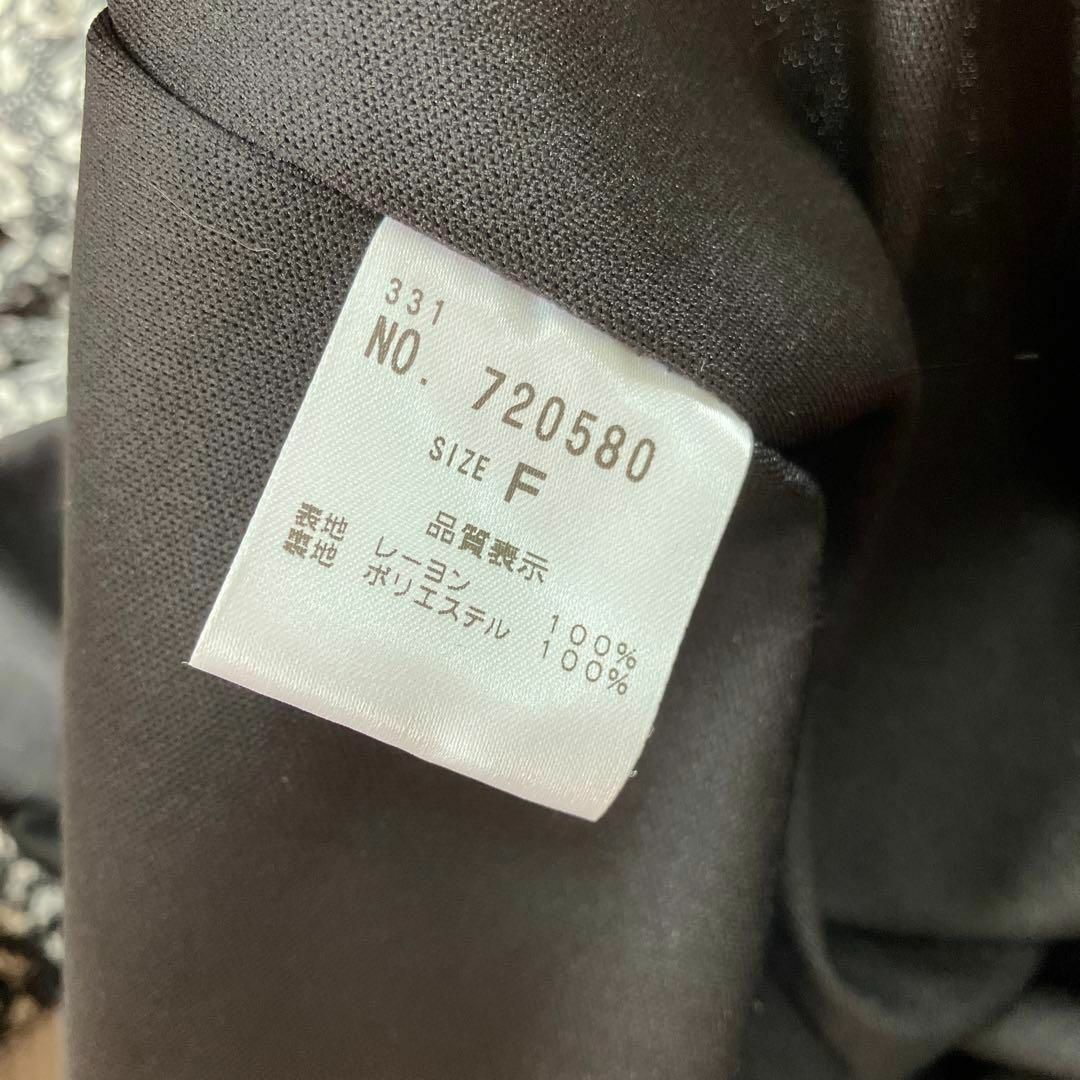 331
NO. 720580
SIZE F
品質表示
表地 レーヨン 100%
裏地 ポリエステル 100%